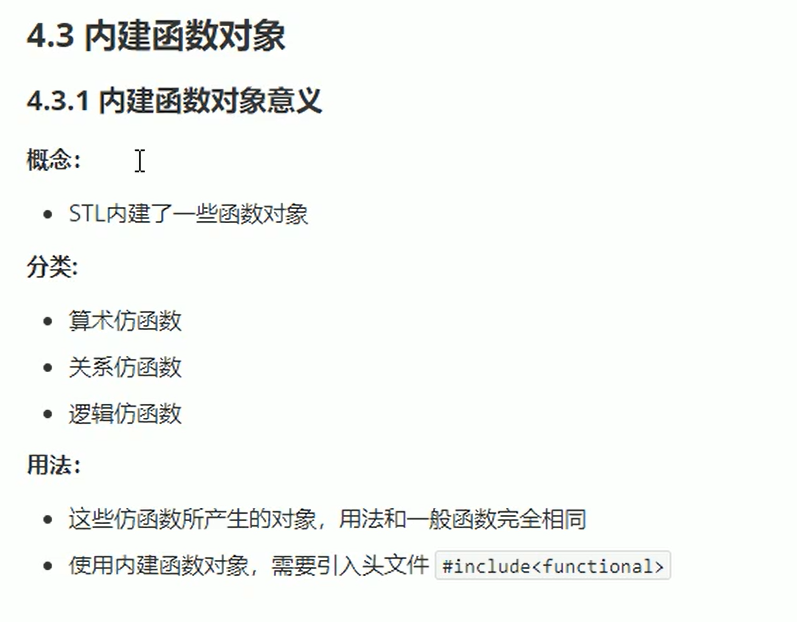 4.3 内建函数对象
4.3.1 内建函数对象意义
概念：
STL内建了一些函数对象
分类:
算术仿函数
关系仿函数
逻辑仿函数
用法：
这些仿函数所产生的对象，用法和一般函数完全相同
使用内建函数对象，需要引入头文件 #include<functional>